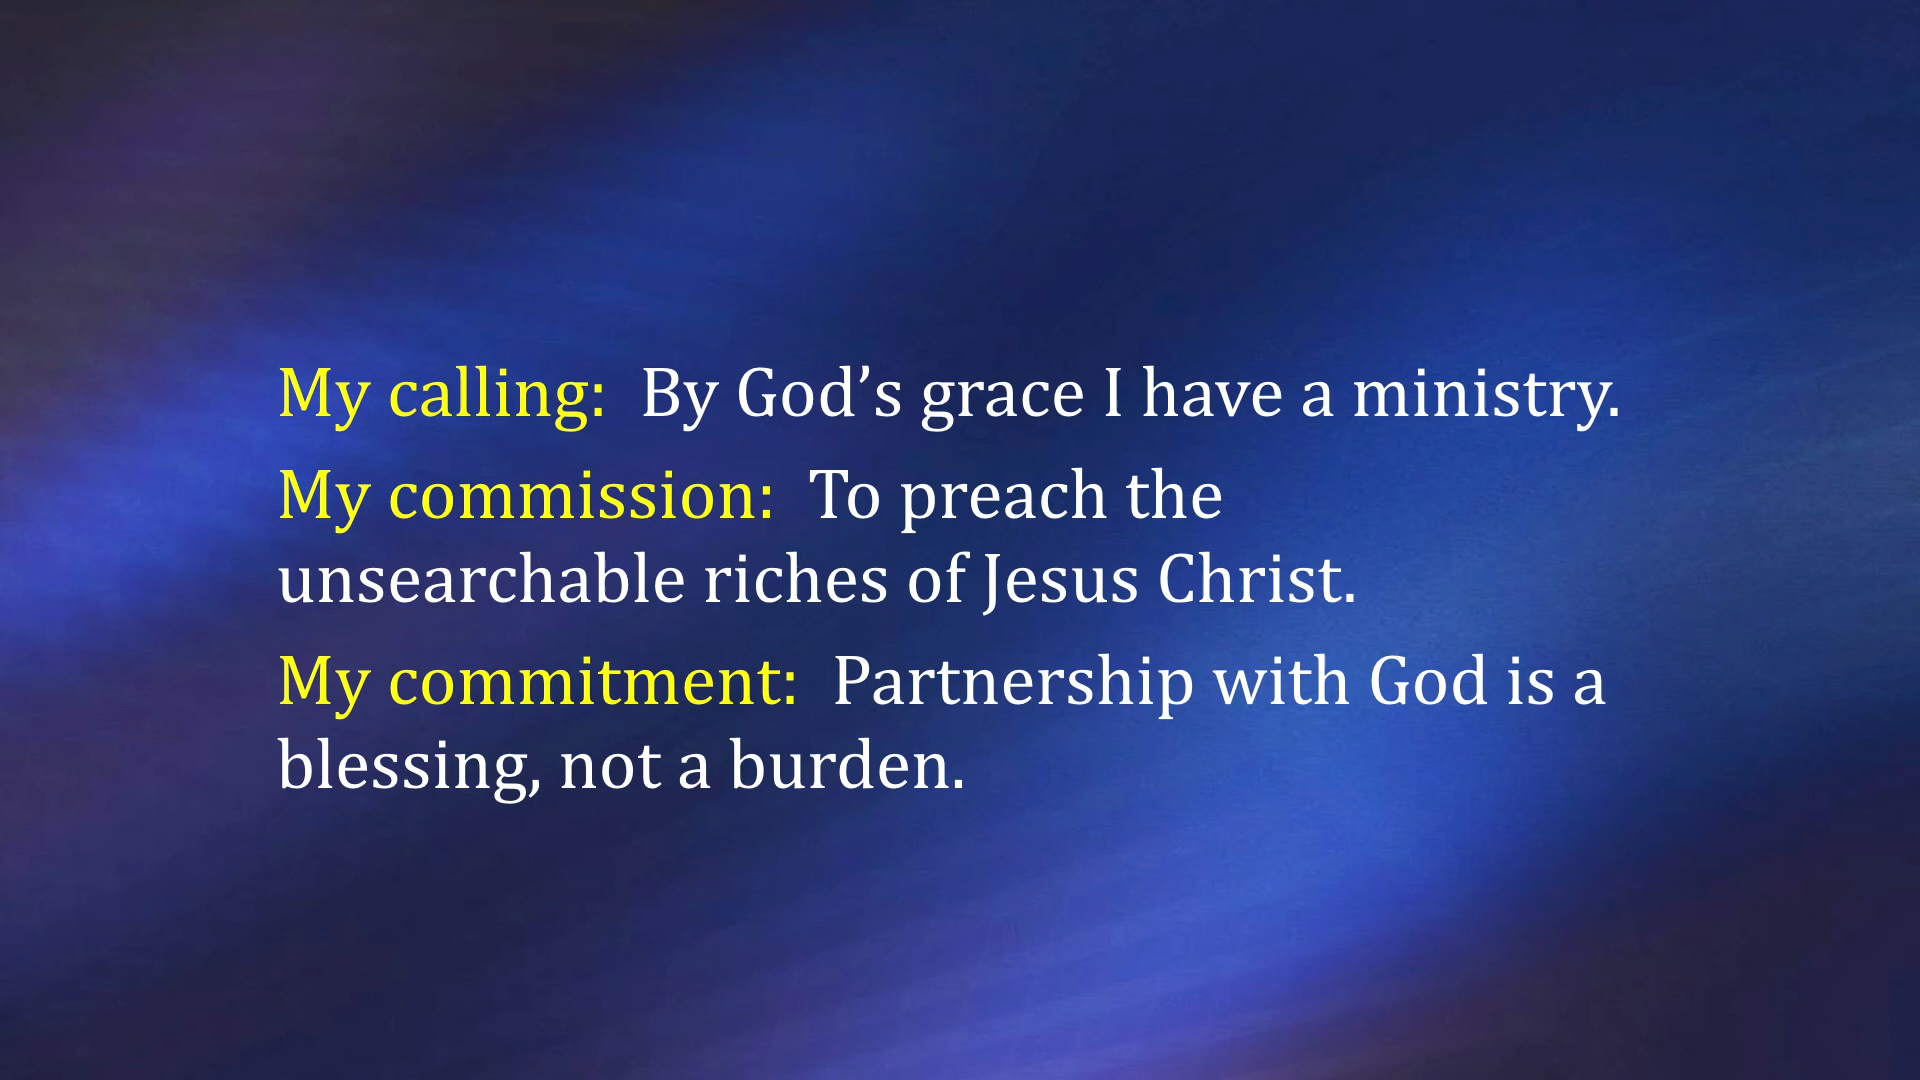 My calling:  By God’s grace I have a ministry.
My commission:  To preach the
unsearchable riches of Jesus Christ.
My commitment:  Partnership with God is a
blessing, not a burden.